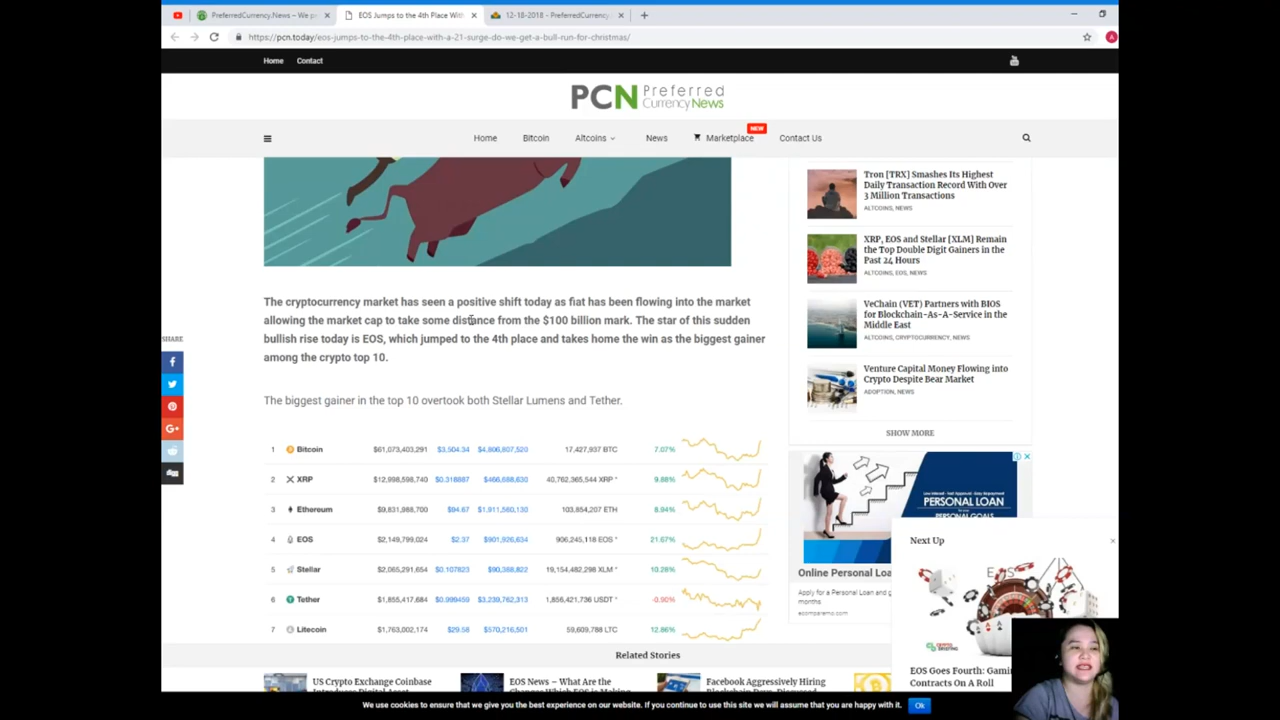 PreferredCurrency.News – We p
EOS Jumps to the 4th Place With
12-18-2018 - PreferredCurrency.
https://pcn.today/eos-jumps-to-the-4th-place-with-a-21-surge-do-we-get-a-bull-run-for-christmas/
A
Home Contact
PCN Preferred
CurrencyNews
NEW
Home Bitcoin Altcoins News Marketplace Contact Us
Tron [TRX] Smashes Its Highest
Daily Transaction Record With Over
3 Million Transactions
ALTCOINS, NEWS
XRP, EOS and Stellar [XLM] Remain
the Top Double Digit Gainers in the
Past 24 Hours
ALTCOINS, EOS, NEWS
VeChain (VET) Partners with BIOS
for Blockchain-As-A-Service in the
Middle East
ALTCOINS, CRYPTOCURRENCY, NEWS
Venture Capital Money Flowing into
Crypto Despite Bear Market
ADOPTION, NEWS
SHOW MORE
SHARE
The cryptocurrency market has seen a positive shift today as fiat has been flowing into the market
allowing the market cap to take some distance from the $100 billion mark. The star of this sudden
bullish rise today is EOS, which jumped to the 4th place and takes home the win as the biggest gainer
among the crypto top 10.
The biggest gainer in the top 10 overtook both Stellar Lumens and Tether.
1 Bitcoin $61,073,403,291 $3,504.34 $4,806,807,520 17,427,937 BTC 7.07%
2 XRP $12,998,598,740 $0.318887 $466,688,630 40,762,365,544 XRP * 9.88%
3 Ethereum $9,831,988,700 $94.67 $1,911,560,130 103,854,207 ETH 8.94%
4 EOS $2,149,799,024 $2.37 $901,926,634 906,245,118 EOS * 21.67%
5 Stellar $2,065,291,654 $0.107823 $90,388,822 19,154,482,298 XLM * 10.28%
6 Tether $1,855,417,684 $0.999459 $3,239,762,313 1,856,421,736 USDT * -0.90%
7 Litecoin $1,763,002,174 $29.58 $570,216,501 59,609,788 LTC 12.86%
PERSONAL LOAN
Online Personal Loa
Apply for a Personal Loan and g
months
Next Up
EOS Goes Fourth: Gami
Contracts On A Roll
Related Stories
US Crypto Exchange Coinbase
EOS News – What Are the
Facebook Aggressively Hiring
We use cookies to ensure that we give you the best experience on our website. If you continue to use this site we will assume that you are happy with it. Ok